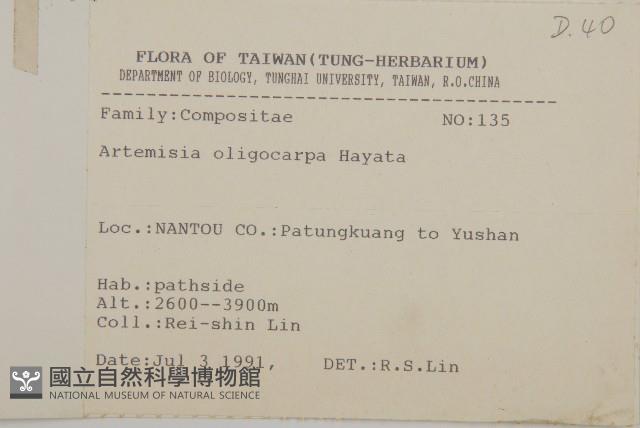 D.40
FLORA OF TAIWAN(TUNG-HERBARIUM)
DEPARTMENT OF BIOLOGY, TUNGHAI UNIVERSITY, TAIWAN, R.O.CHINA
Family:Compositae NO:135
Artemisia oligocarpa Hayata
Loc.:NANTOU CO.:Patungkuang to Yushan
Hab.:pathside
Alt.:2600--3900m
Coll.:Rei-shin Lin
Date:Jul 3 1991, DET.:R.S.Lin
國立自然科學博物館
NATIONAL MUSEUM OF NATURAL SCIENCE